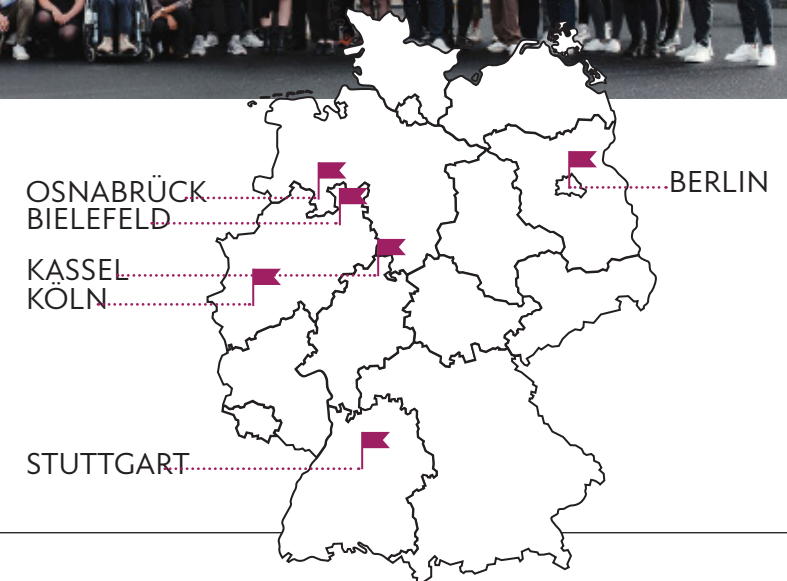 OSNABRÜCK
BIELEFELD
KASSEL
KÖLN
STUTTGART
BERLIN